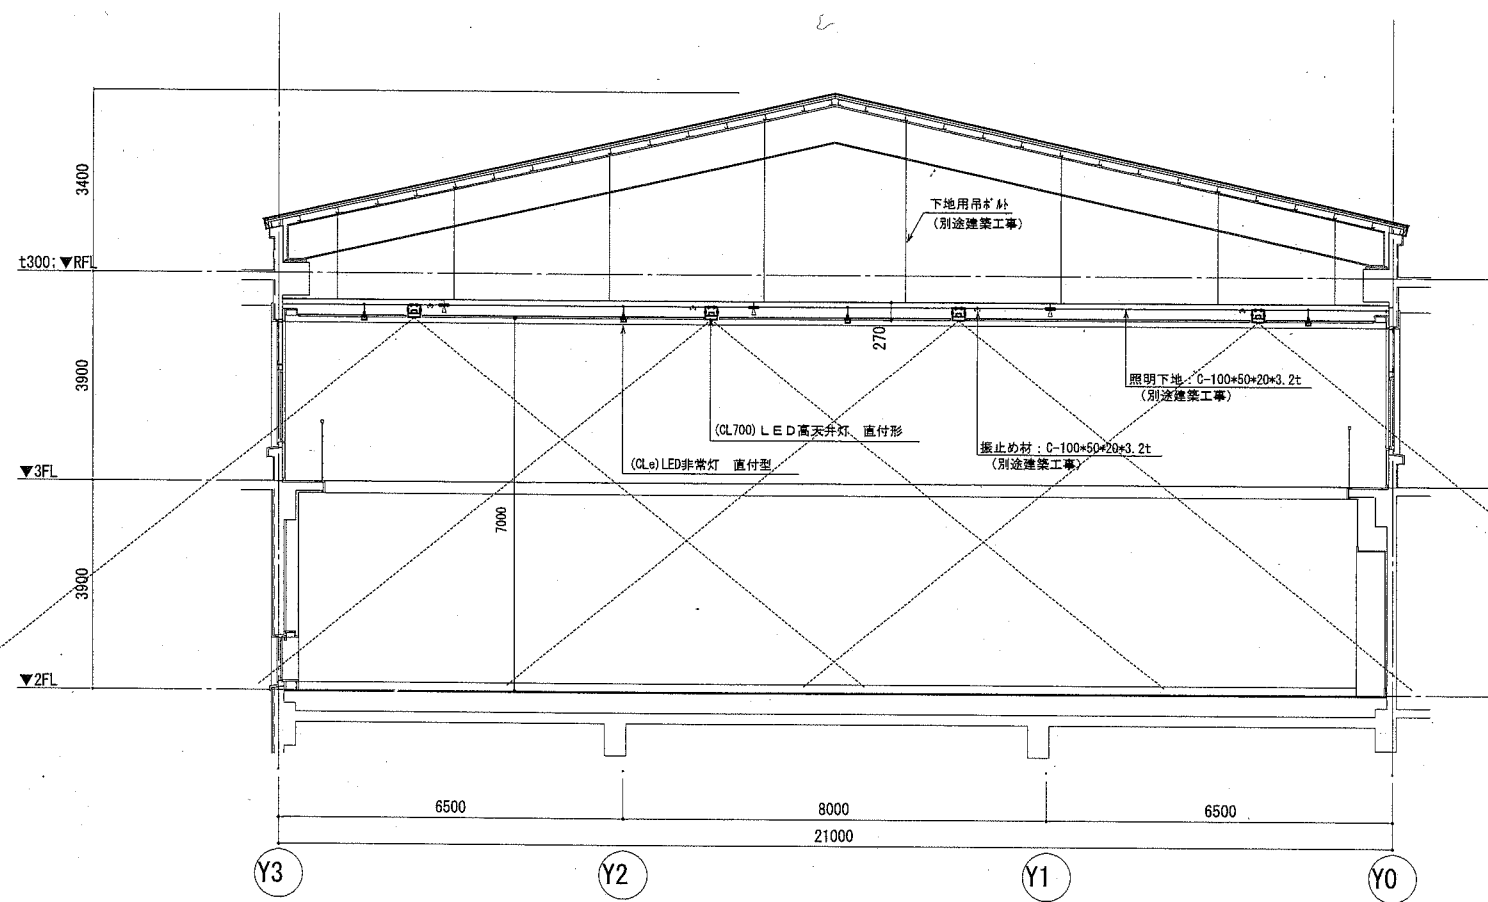 3400
下地用吊ボルト
(別途建築工事)
t300:▼RFL
270
3900
照明下地：C-100*50*20*3.2t
(別途建築工事)
(CL700)ＬＥＤ高天井灯　直付形
振止め材：C-100*50*20*3.2t
(別途建築工事)
(CLe)LED非常灯　直付型
▼3FL
7000
3900
▼2FL
6500
8000
6500
21000
Y3
Y2
Y1
Y0